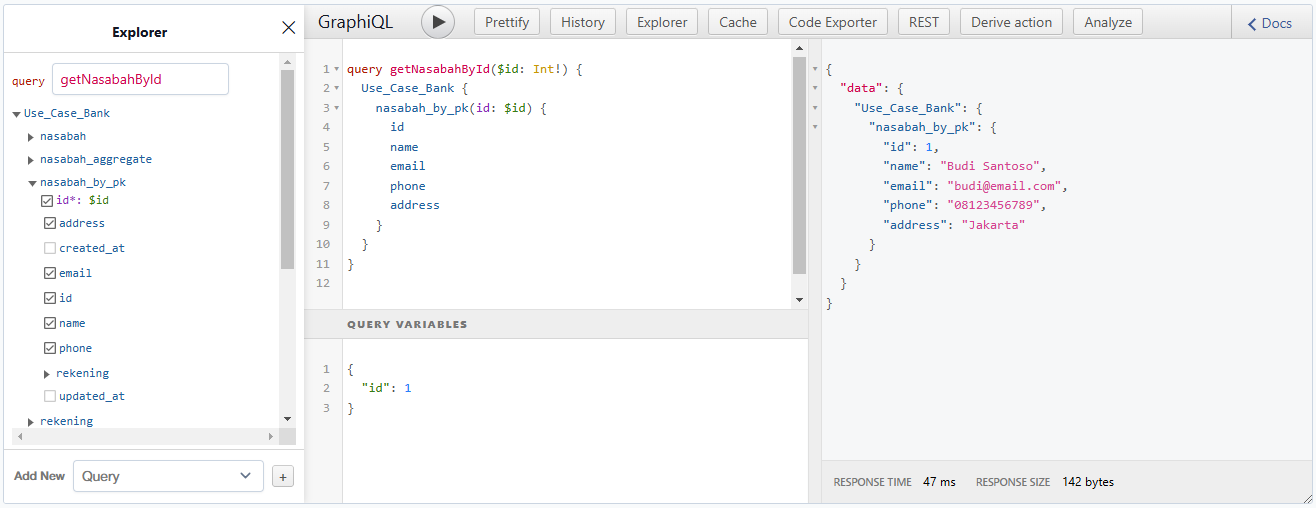 Explorer
query getNasabahById
Use_Case_Bank
nasabah
nasabah_aggregate
nasabah_by_pk
id*: $id
address
created_at
email
id
name
phone
rekening
updated_at
rekening
Add New Query +
GraphiQL Prettify History Explorer Cache Code Exporter REST Derive action Analyze Docs
1 query getNasabahById($id: Int!) {
2 Use_Case_Bank {
3 nasabah_by_pk(id: $id) {
4 id
5 name
6 email
7 phone
8 address
9 }
10 }
11 }
12
QUERY VARIABLES
1 {
2 "id": 1
3 }
{
"data": {
"Use_Case_Bank": {
"nasabah_by_pk": {
"id": 1,
"name": "Budi Santoso",
"email": "budi@email.com",
"phone": "08123456789",
"address": "Jakarta"
}
}
}
}
RESPONSE TIME 47 ms RESPONSE SIZE 142 bytes